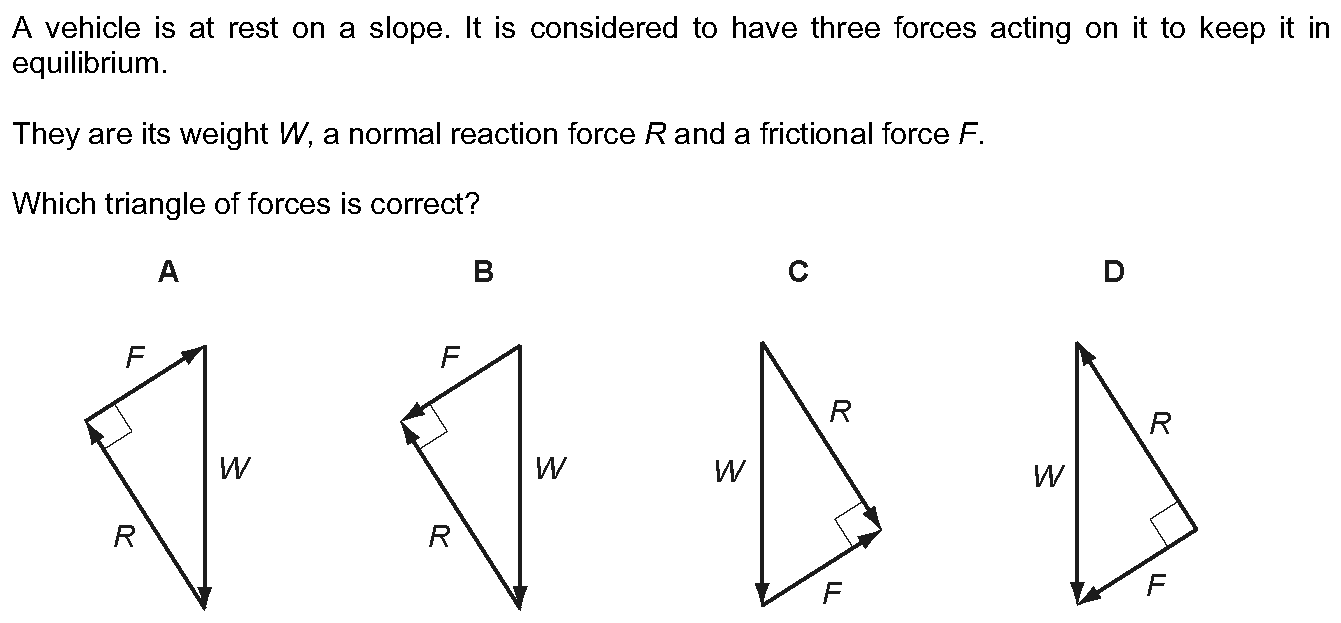 A vehicle is at rest on a slope. It is considered to have three forces acting on it to keep it in
equilibrium.
They are its weight W, a normal reaction force R and a frictional force F.
Which triangle of forces is correct?
A B C D
F F R R
W W W W
R R F F